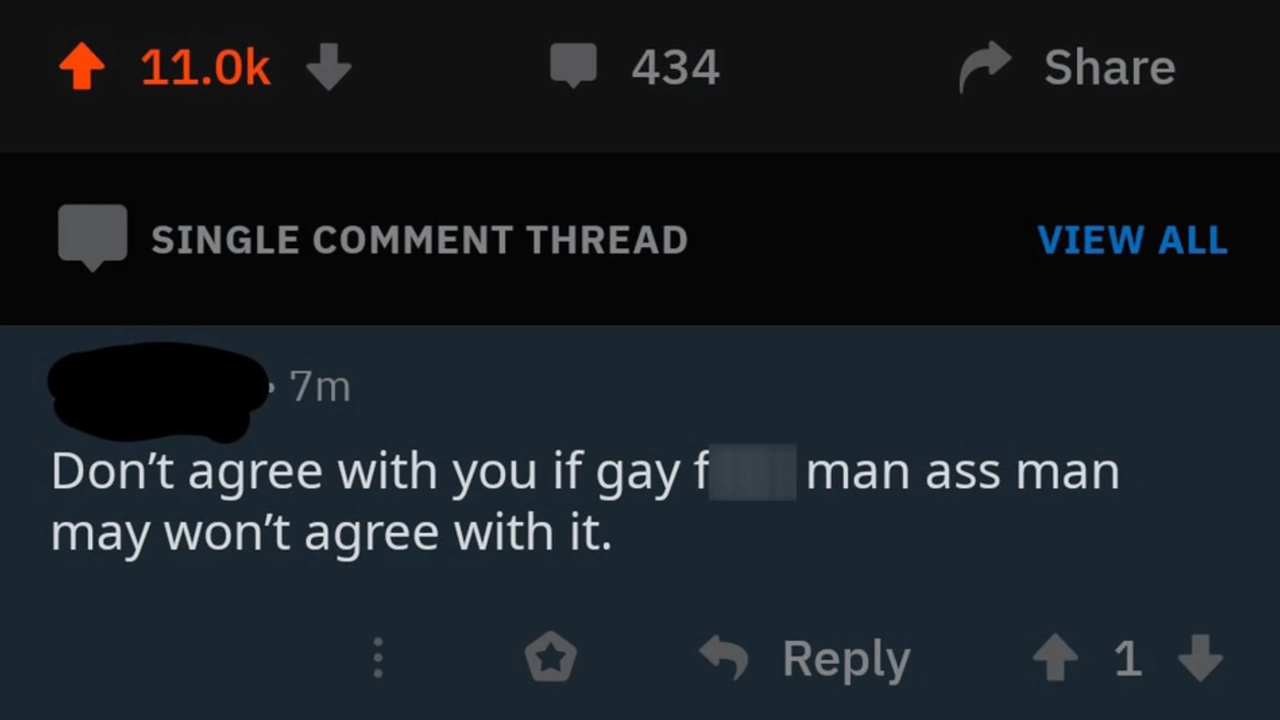 11.0k 434 Share
SINGLE COMMENT THREAD VIEW ALL
• 7m
Don't agree with you if gay f man ass man
may won't agree with it.
Reply 1